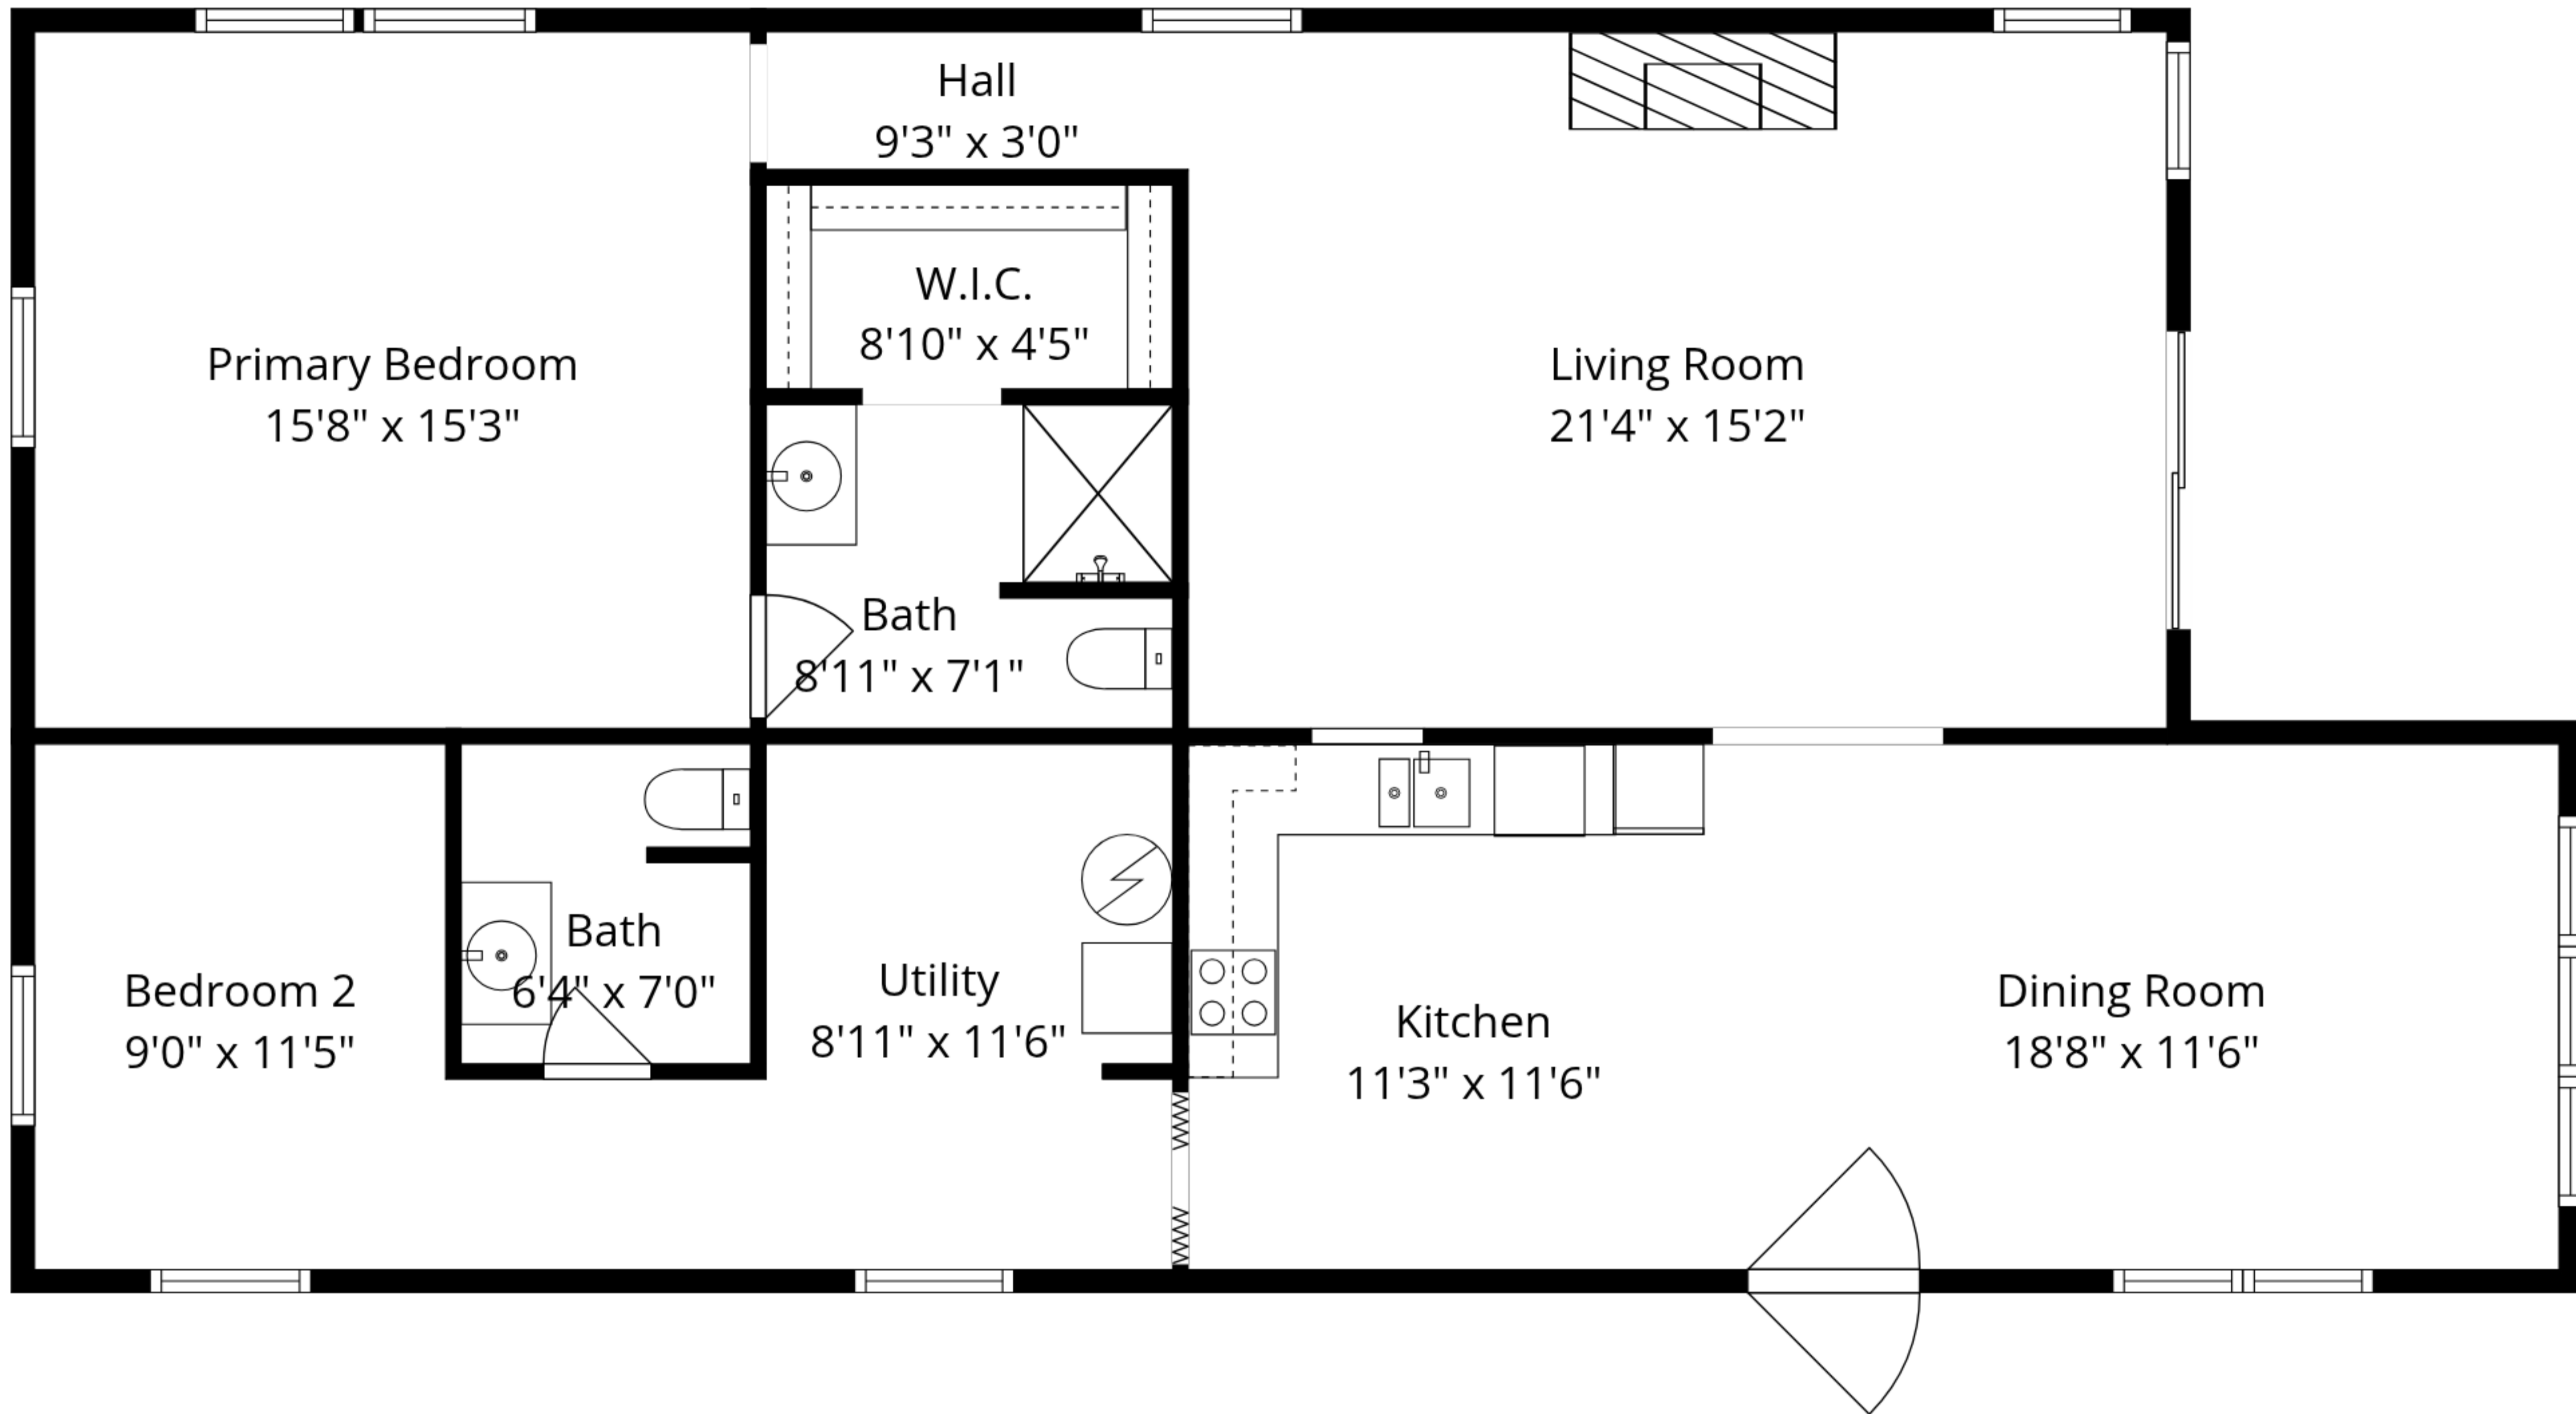 Hall
9'3" x 3'0"
W.I.C.
8'10" x 4'5"
Primary Bedroom
15'8" x 15'3"
Living Room
21'4" x 15'2"
Bath
8'11" x 7'1"
Bath
6'4" x 7'0"
Bedroom 2
9'0" x 11'5"
Utility
8'11" x 11'6"
Kitchen
11'3" x 11'6"
Dining Room
18'8" x 11'6"